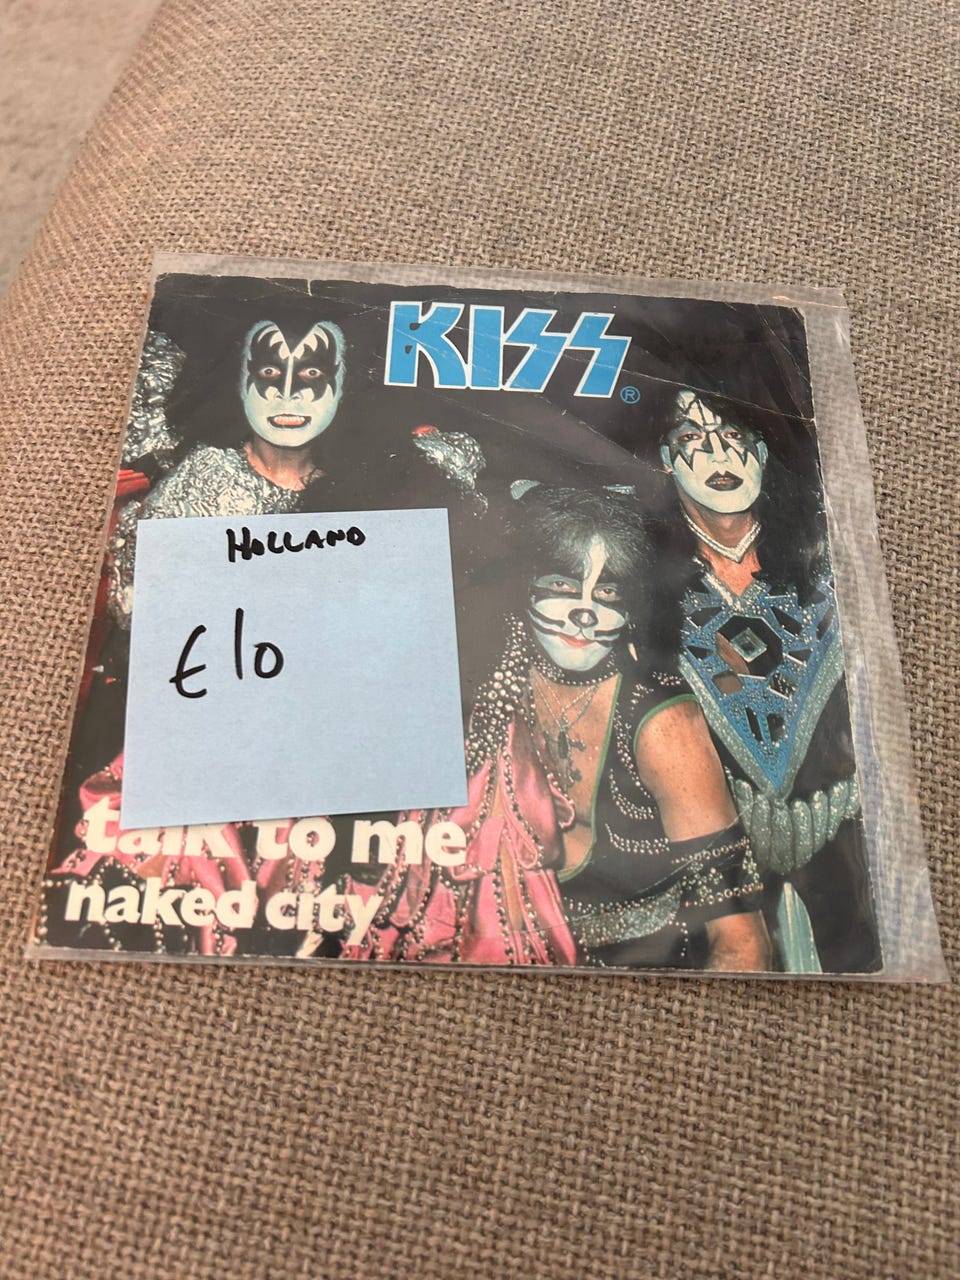 KISS
®
HOLLAND
£10
talk to me
naked city